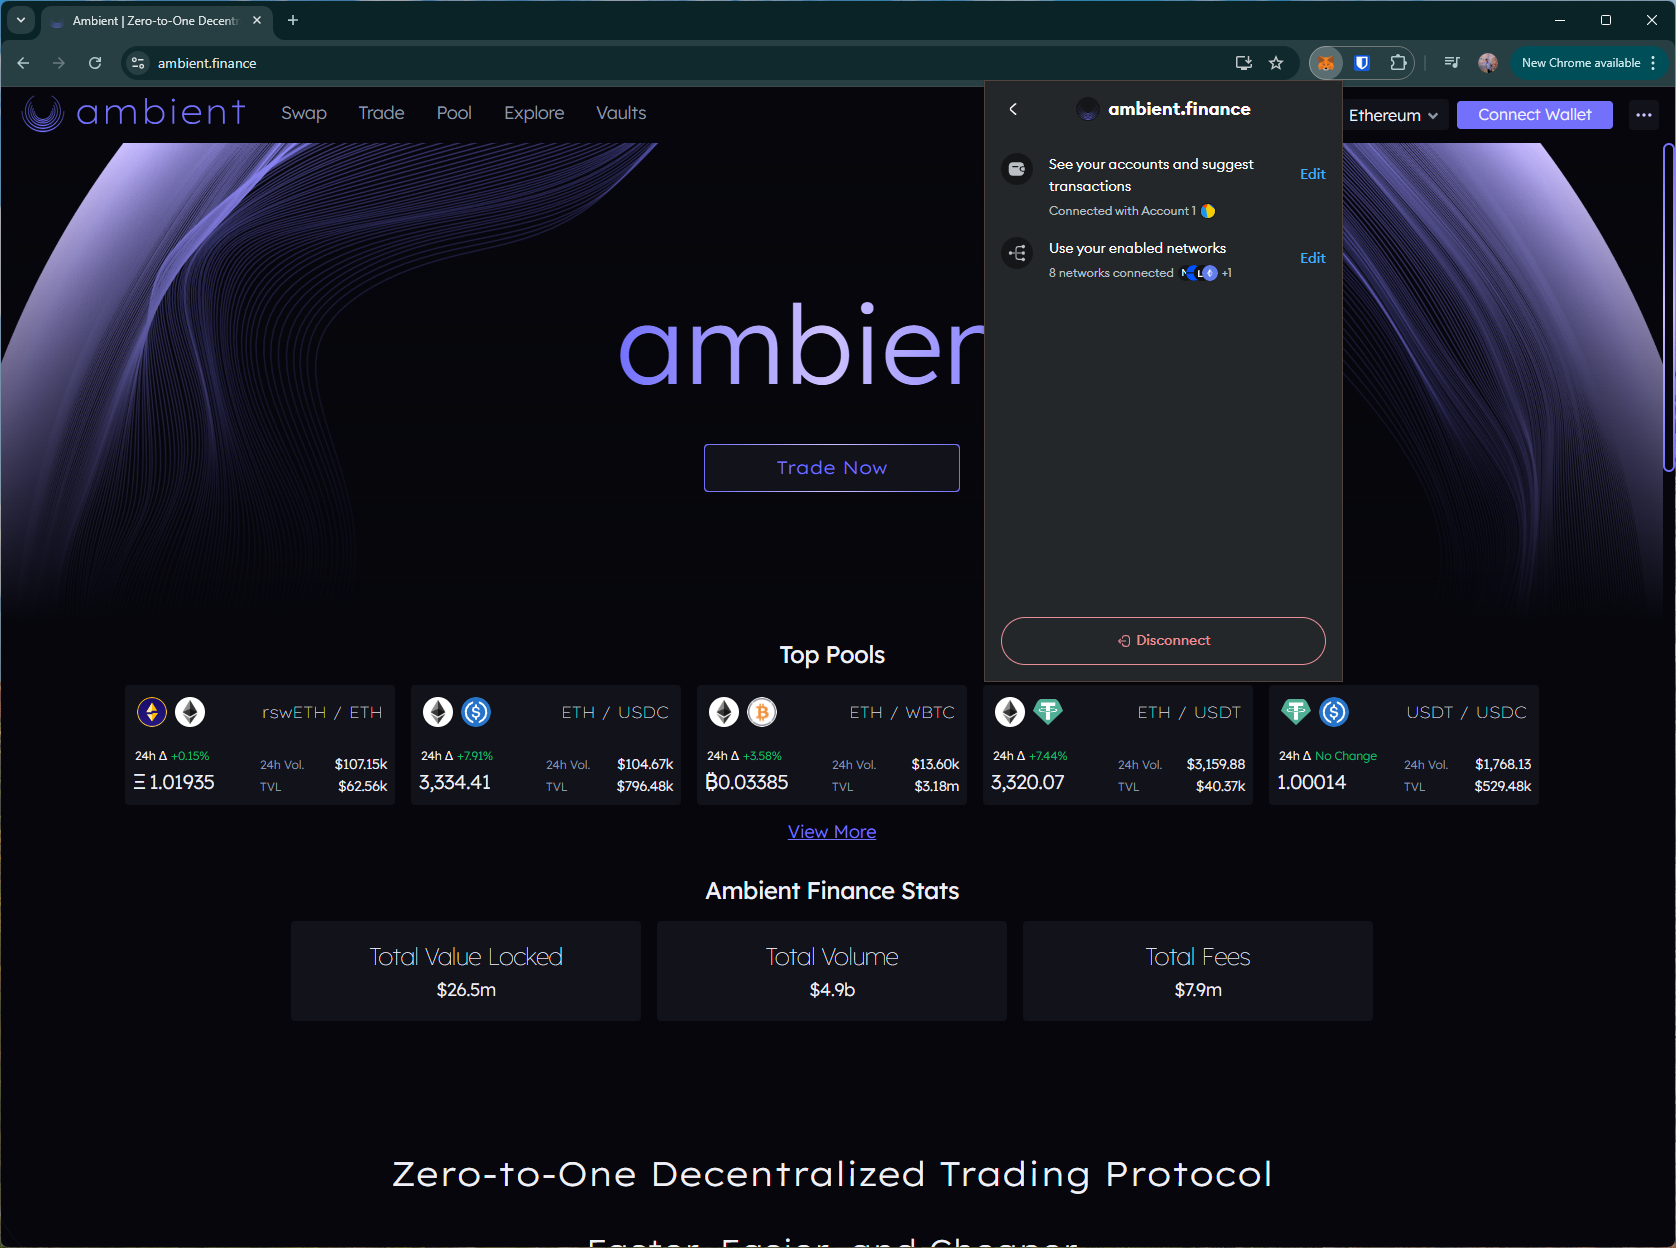 Ambient | Zero-to-One Decentr
ambient.finance
New Chrome available
ambient
Swap
Trade
Pool
Explore
Vaults
Ethereum
Connect Wallet
ambient.finance
See your accounts and suggest
transactions
Connected with Account 1
Edit
Use your enabled networks
8 networks connected
+1
Edit
Disconnect
ambien
Trade Now
Top Pools
rswETH / ETH
24h Δ +0.15%
Ξ 1.01935
24h Vol. $107.15k
TVL $62.56k
ETH / USDC
24h Δ +7.91%
3,334.41
24h Vol. $104.67k
TVL $796.48k
ETH / WBTC
24h Δ +3.58%
₿0.03385
24h Vol. $13.60k
TVL $3.18m
ETH / USDT
24h Δ +7.44%
3,320.07
24h Vol. $3,159.88
TVL $40.37k
USDT / USDC
24h Δ No Change
1.00014
24h Vol. $1,768.13
TVL $529.48k
View More
Ambient Finance Stats
Total Value Locked
$26.5m
Total Volume
$4.9b
Total Fees
$7.9m
Zero-to-One Decentralized Trading Protocol
Faster, Easier, and Cheaper